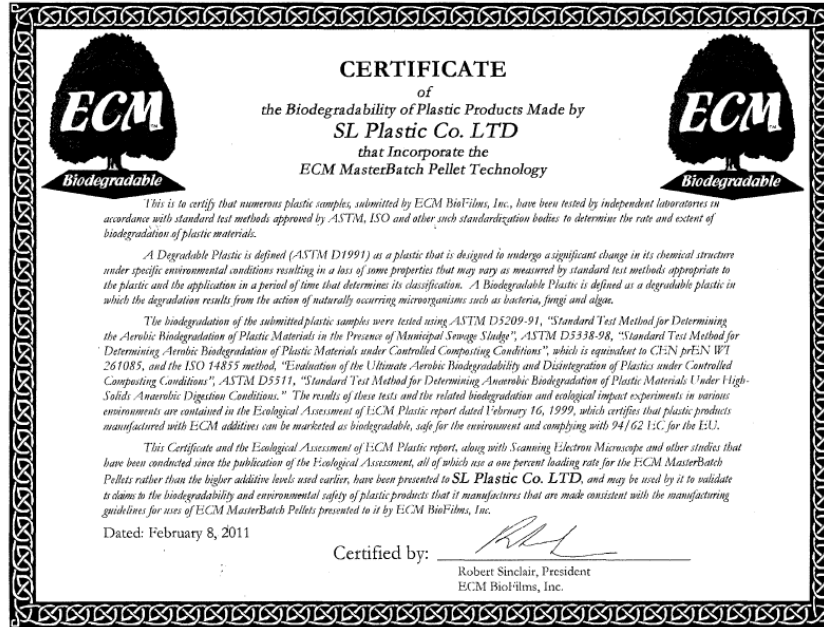 ECM
Biodegradable
ECM
Biodegradable
CERTIFICATE
of
the Biodegradability of Plastic Products Made by
SL Plastic Co. LTD
that Incorporate the
ECM MasterBatch Pellet Technology
This is to certify that numerous plastic samples, submitted by ECM BioFilms, Inc., have been tested by independent laboratories in
accordance with standard test methods approved by ASTM, ISO and other such standardization bodies to determine the rate and extent of
biodegradation of plastic materials.
A Degradable Plastic is defined (ASTM D1991) as a plastic that is designed to undergo a significant change in its chemical structure
under specific environmental conditions resulting in a loss of some properties that may vary as measured by standard test methods appropriate to
the plastic and the application in a period of time that determines its classification. A Biodegradable Plastic is defined as a degradable plastic in
which the degradation results from the action of naturally occurring microorganisms such as bacteria, fungi and algae.
The biodegradation of the submitted plastic samples were tested using ASTM D5209-91, "Standard Test Method for Determining
the Aerobic Biodegradation of Plastic Materials in the Presence of Municipal Sewage Sludge", ASTM D5338-98, "Standard Test Method for
Determining Aerobic Biodegradation of Plastic Materials under Controlled Composting Conditions", which is equivalent to CEN prEN WI
261085, and the ISO 14855 method, "Evaluation of the Ultimate Aerobic Biodegradability and Disintegration of Plastics under Controlled
Composting Conditions", ASTM D5511, "Standard Test Method for Determining Anaerobic Biodegradation of Plastic Materials Under High-
Solids Anaerobic Digestion Conditions." The results of these tests and the related biodegradation and ecological impact experiments in various
environments are contained in the Ecological Assessment of ECM Plastic report dated February 16, 1999, which certifies that plastic products
manufactured with ECM additives can be marketed as biodegradable, safe for the environment and complying with 94/62 EC for the EU.
This Certificate and the Ecological Assessment of ECM Plastic report, along with Scanning Electron Microscope and other studies that
have been conducted since the publication of the Ecological Assessment, all of which use a one percent loading rate for the ECM MasterBatch
Pellets rather than the higher additive levels used earlier, have been presented to SL Plastic Co. LTD, and may be used by it to validate
ts claims to the biodegradability and environmental safety of plastic products that it manufactures that are made consistent with the manufacturing
guidelines for uses of ECM MasterBatch Pellets presented to it by ECM BioFilms, Inc.
Dated: February 8, 2011
Certified by:
Robert Sinclair, President
ECM BioFilms, Inc.